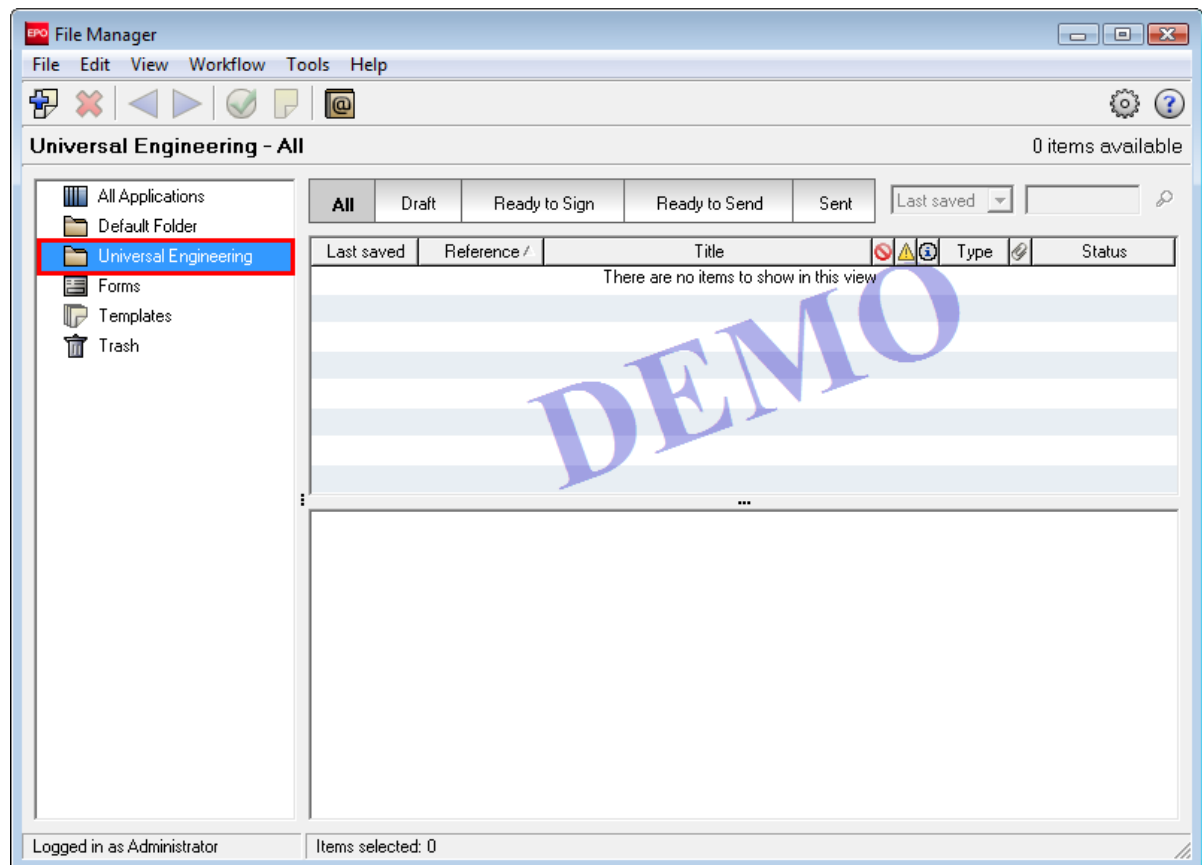 EPO File Manager
File Edit View Workflow Tools Help
@ ?
Universal Engineering - All 0 items available
All Applications
Default Folder
Universal Engineering
Forms
Templates
Trash
All Draft Ready to Sign Ready to Send Sent Last saved
Last saved Reference Title Type Status
There are no items to show in this view
DEMO
Logged in as Administrator Items selected: 0